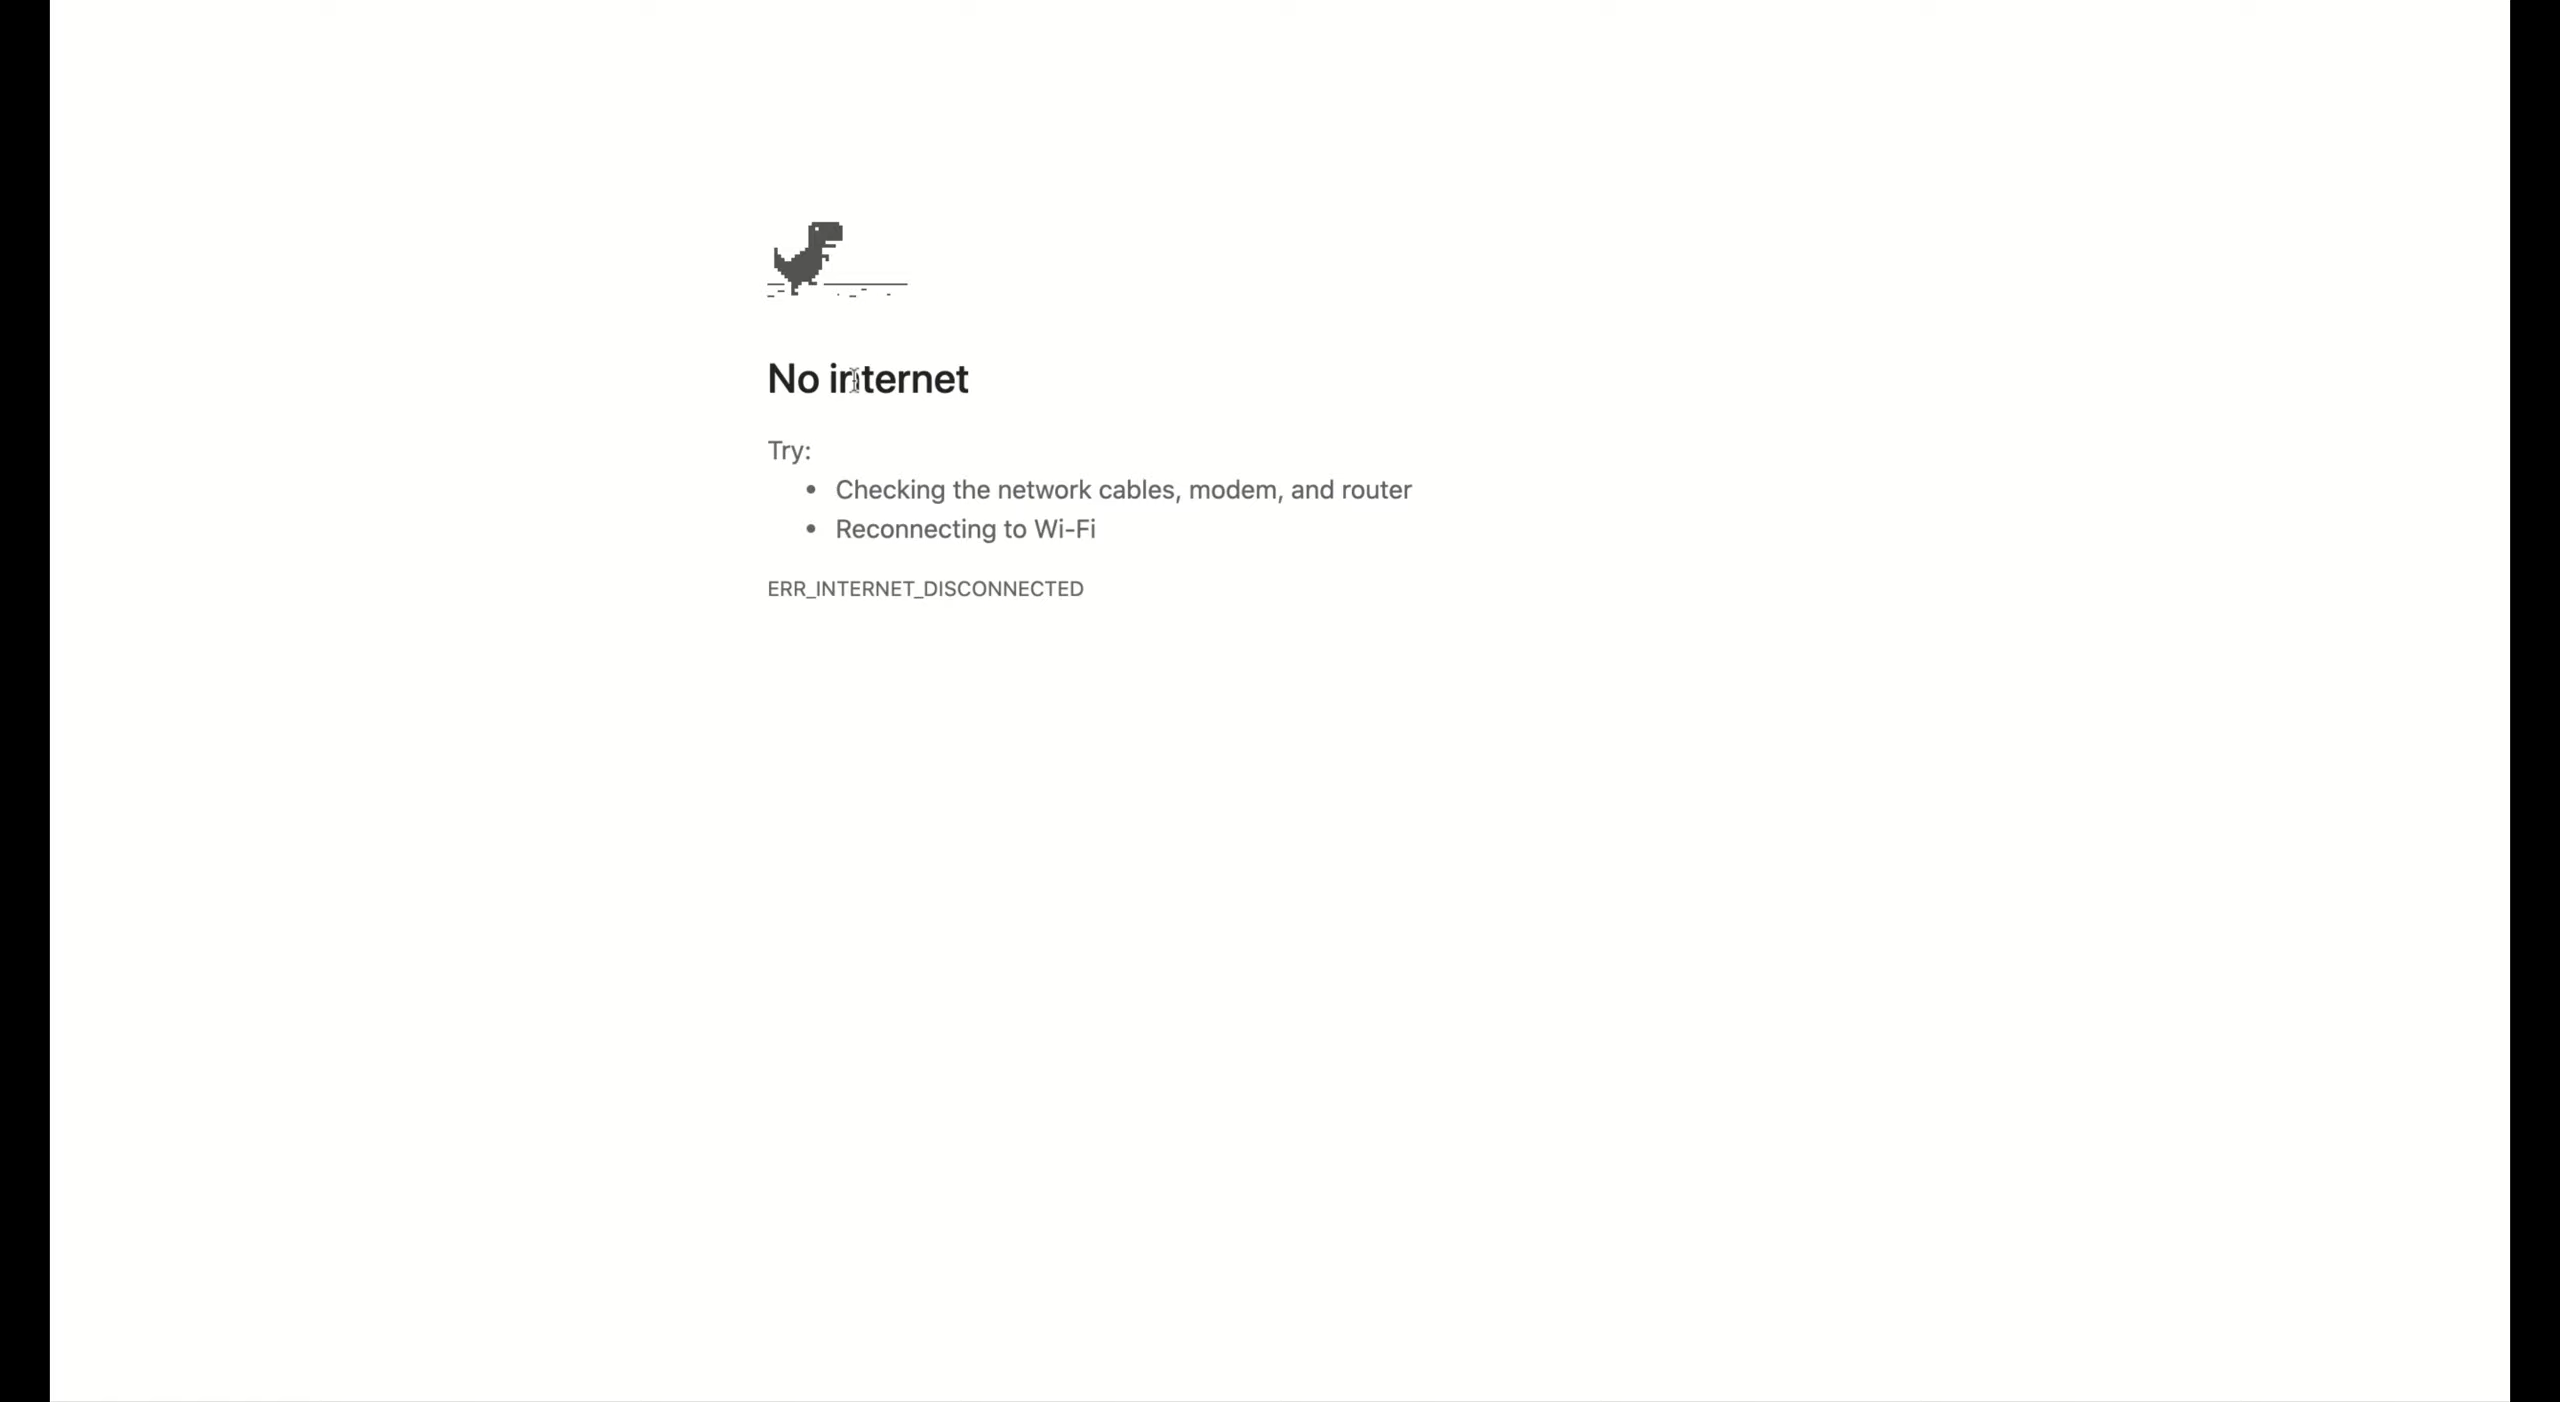 No internet
Try:
• Checking the network cables, modem, and router
• Reconnecting to Wi-Fi
ERR_INTERNET_DISCONNECTED